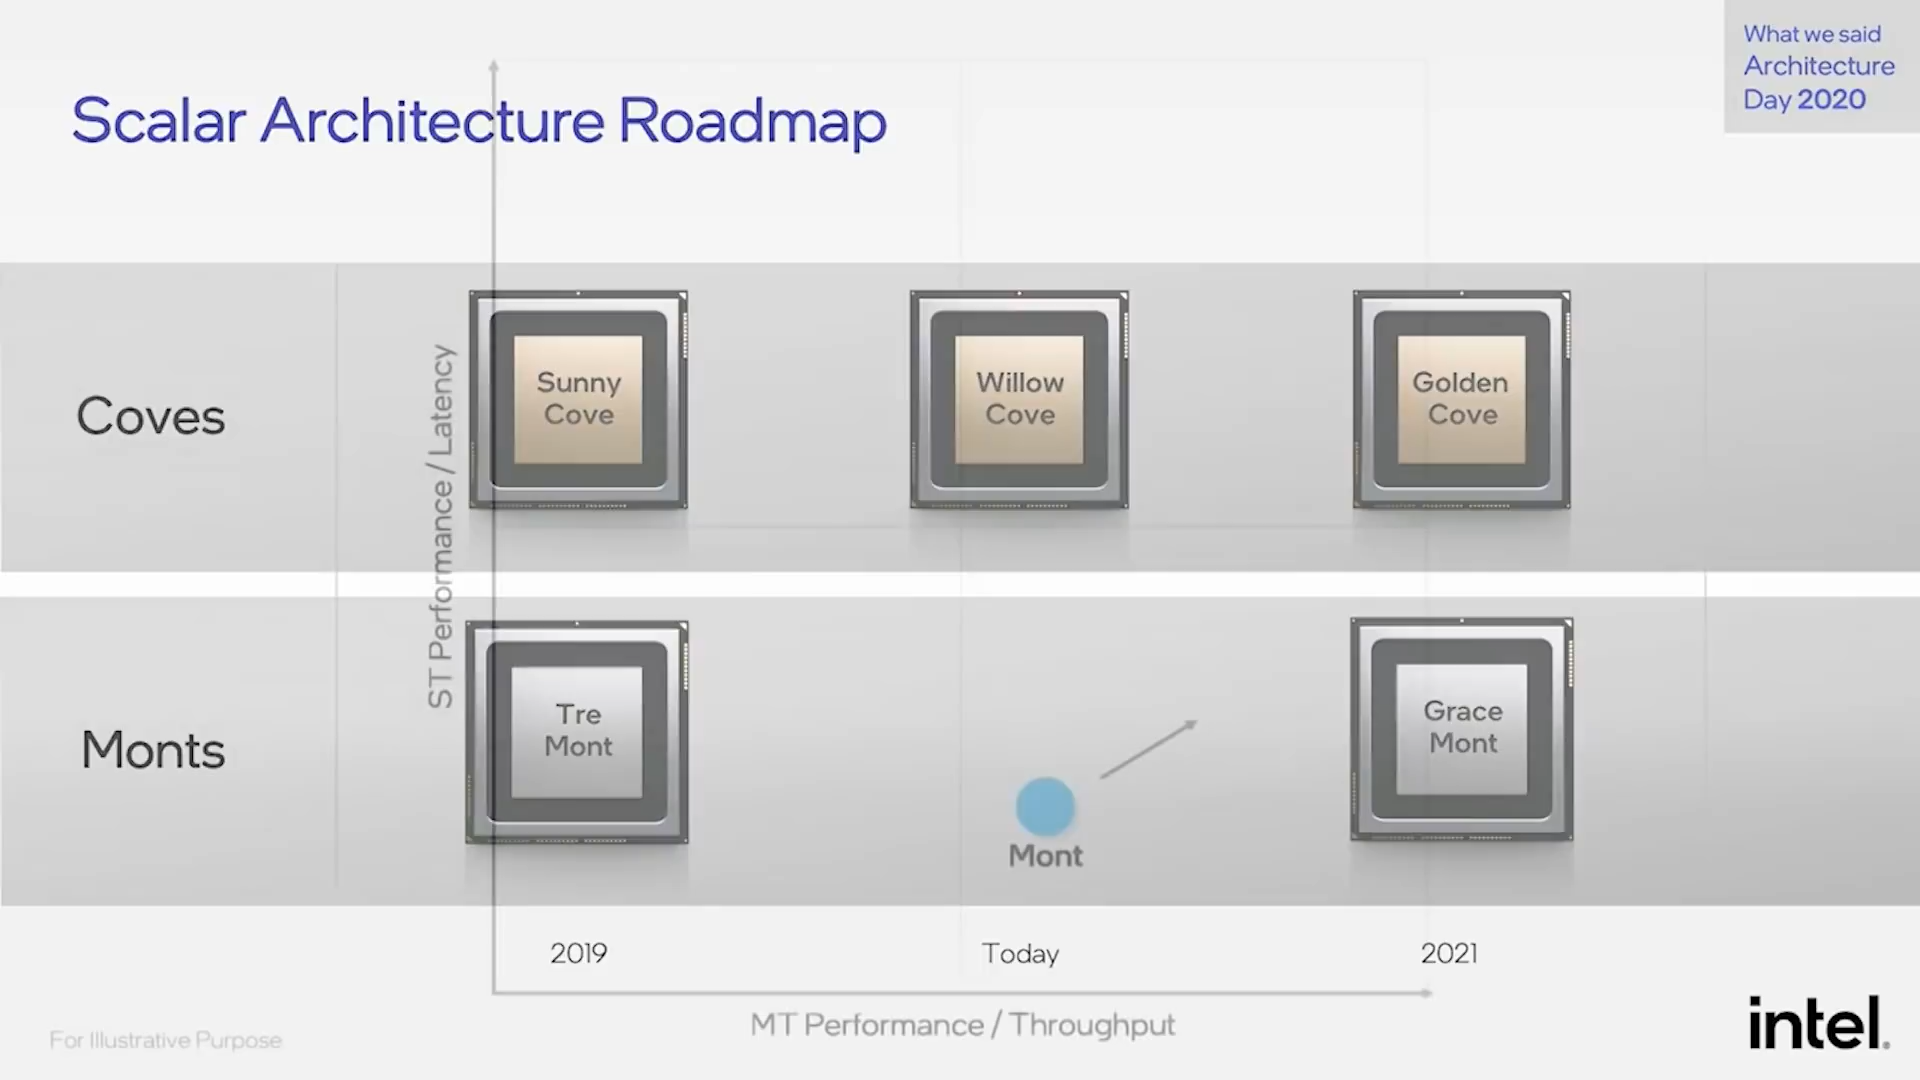 What we said
Architecture
Day 2020
Scalar Architecture Roadmap
Coves
Sunny
Cove
Willow
Cove
Golden
Cove
ST Performance / Latency
Monts
Tre
Mont
Mont
Grace
Mont
2019
Today
2021
MT Performance / Throughput
For Illustrative Purpose
intel.